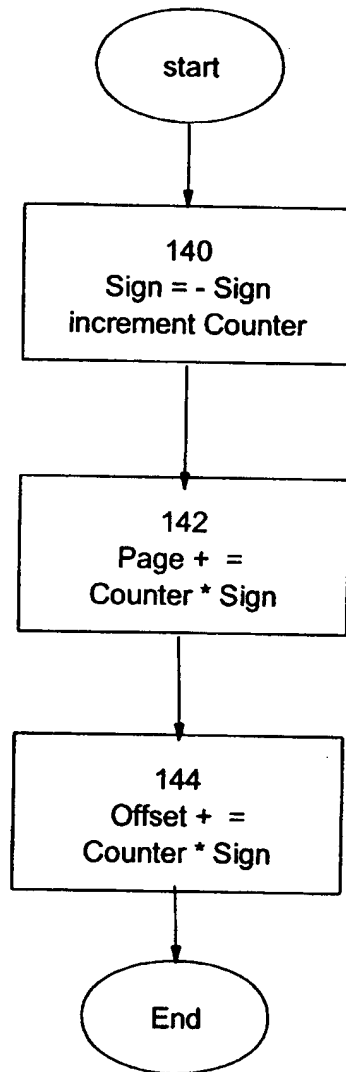 start
140
Sign = - Sign
increment Counter
142
Page + =
Counter * Sign
144
Offset + =
Counter * Sign
End